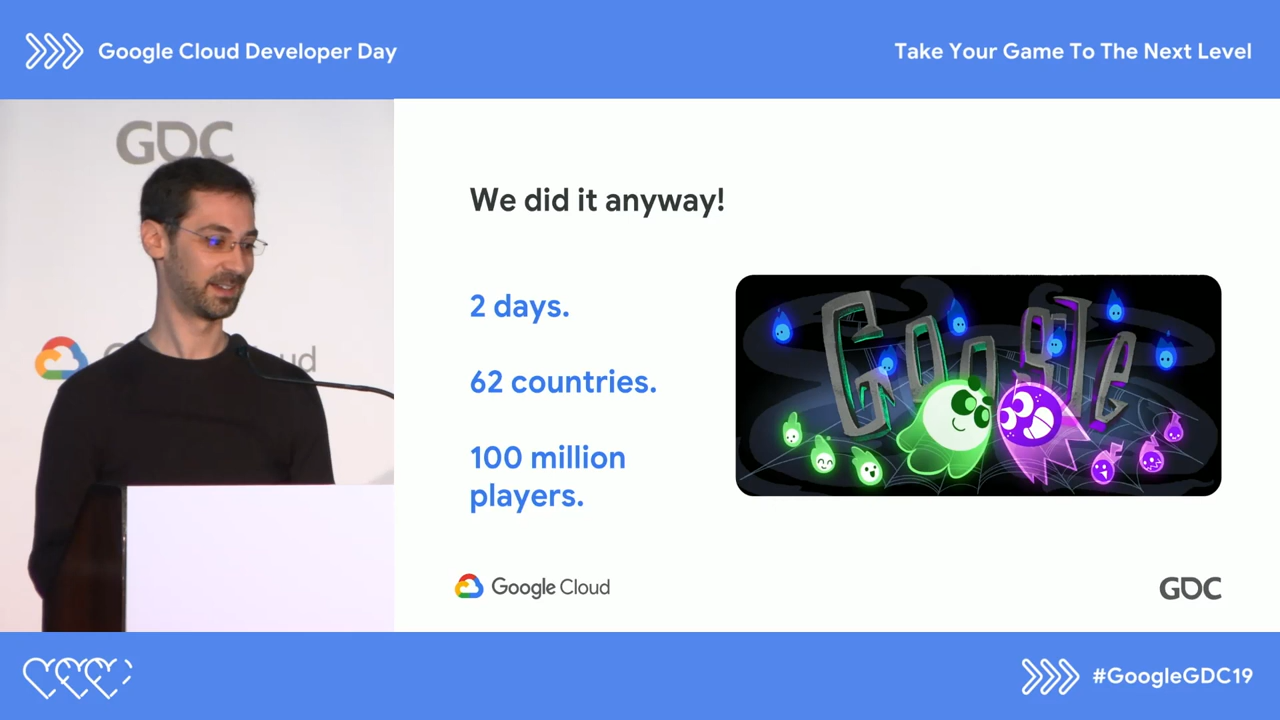 Google Cloud Developer Day
Take Your Game To The Next Level
GDC
We did it anyway!
2 days.
62 countries.
100 million
players.
Google
Google Cloud
GDC
#GoogleGDC19